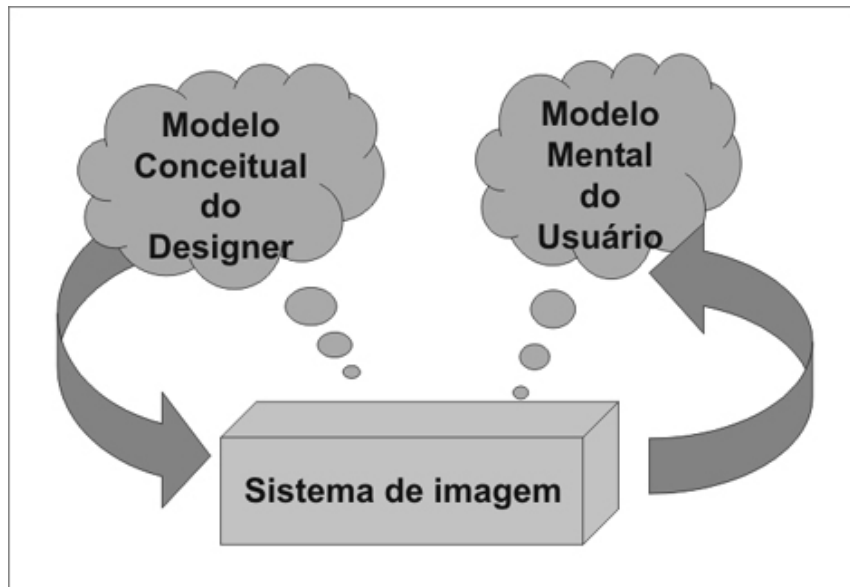 Modelo
Conceitual
do
Designer
Modelo
Mental
do
Usuário
Sistema de imagem